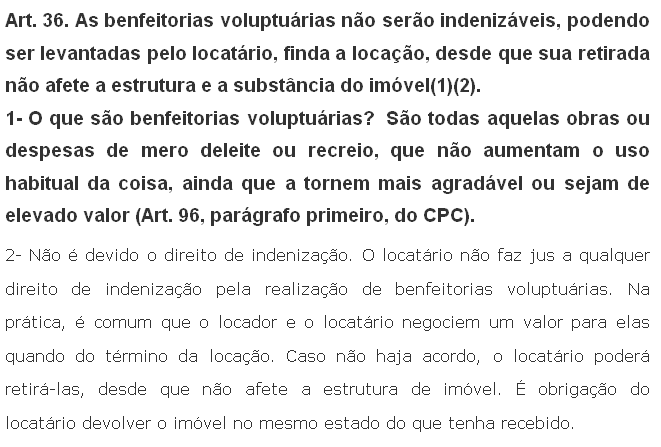 Art. 36. As benfeitorias voluptuárias não serão indenizáveis, podendo
ser levantadas pelo locatário, finda a locação, desde que sua retirada
não afete a estrutura e a substância do imóvel(1)(2).
1- O que são benfeitorias voluptuárias? São todas aquelas obras ou
despesas de mero deleite ou recreio, que não aumentam o uso
habitual da coisa, ainda que a tornem mais agradável ou sejam de
elevado valor (Art. 96, parágrafo primeiro, do CPC).
2- Não é devido o direito de indenização. O locatário não faz jus a qualquer
direito de indenização pela realização de benfeitorias voluptuárias. Na
prática, é comum que o locador e o locatário negociem um valor para elas
quando do término da locação. Caso não haja acordo, o locatário poderá
retirá-las, desde que não afete a estrutura de imóvel. É obrigação do
locatário devolver o imóvel no mesmo estado do que tenha recebido.